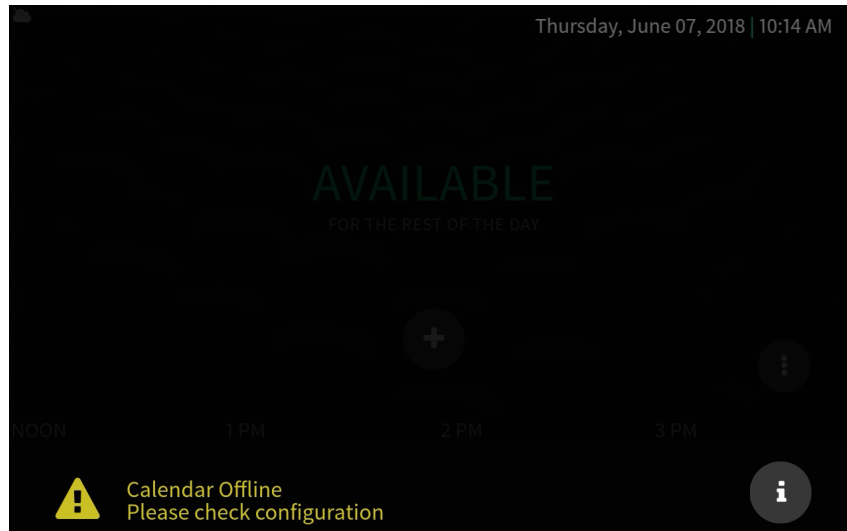 Thursday, June 07, 2018 | 10:14 AM
AVAILABLE
FOR THE REST OF THE DAY
NOON 1 PM 2 PM 3 PM
Calendar Offline
Please check configuration